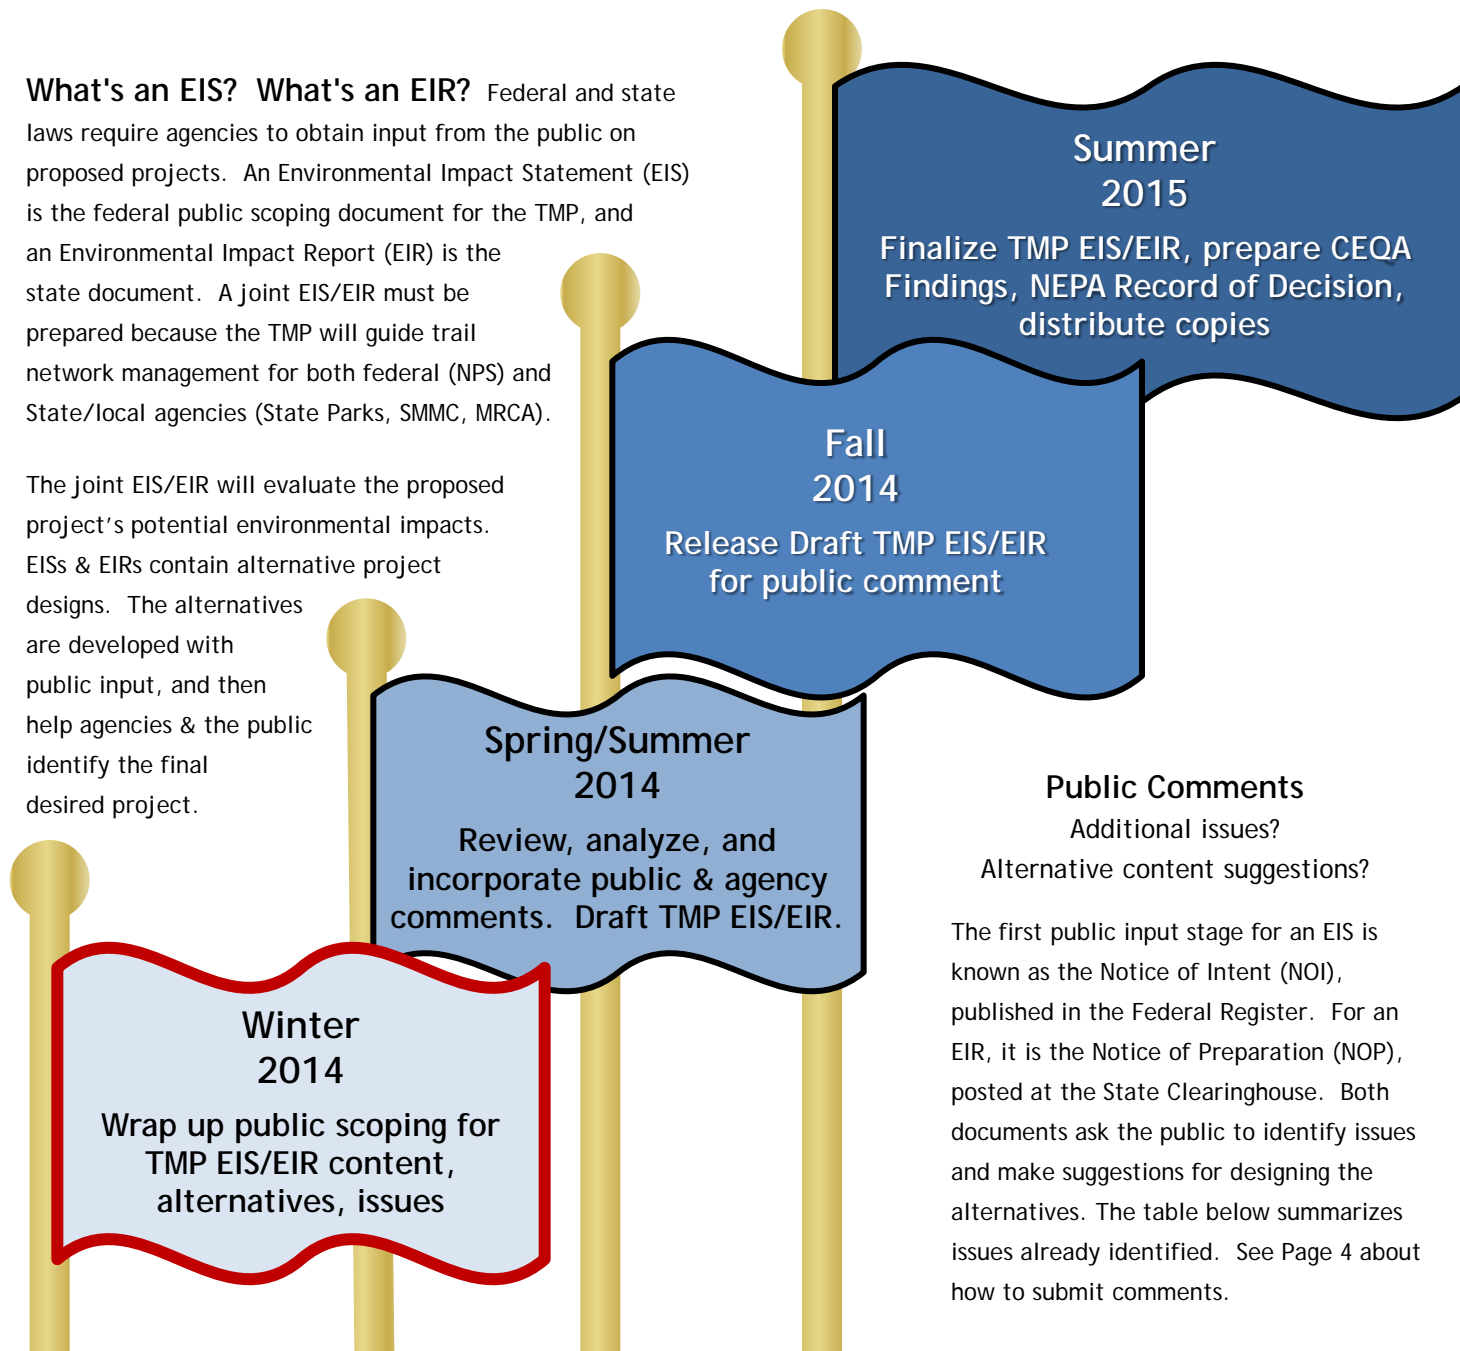 What's an EIS?  What's an EIR?  Federal and state
laws require agencies to obtain input from the public on
proposed projects.  An Environmental Impact Statement (EIS)
is the federal public scoping document for the TMP, and
an Environmental Impact Report (EIR) is the
state document.  A joint EIS/EIR must be
prepared because the TMP will guide trail
network management for both federal (NPS) and
State/local agencies (State Parks, SMMC, MRCA).
The joint EIS/EIR will evaluate the proposed
project's potential environmental impacts.
EISs & EIRs contain alternative project
designs.  The alternatives
are developed with
public input, and then
help agencies & the public
identify the final
desired project.
Summer
2015
Finalize TMP EIS/EIR, prepare CEQA
Findings, NEPA Record of Decision,
distribute copies
Fall
2014
Release Draft TMP EIS/EIR
for public comment
Spring/Summer
2014
Review, analyze, and
incorporate public & agency
comments.  Draft TMP EIS/EIR.
Winter
2014
Wrap up public scoping for
TMP EIS/EIR content,
alternatives, issues
Public Comments
Additional issues?
Alternative content suggestions?
The first public input stage for an EIS is
known as the Notice of Intent (NOI),
published in the Federal Register.  For an
EIR, it is the Notice of Preparation (NOP),
posted at the State Clearinghouse.  Both
documents ask the public to identify issues
and make suggestions for designing the
alternatives. The table below summarizes
issues already identified.  See Page 4 about
how to submit comments.